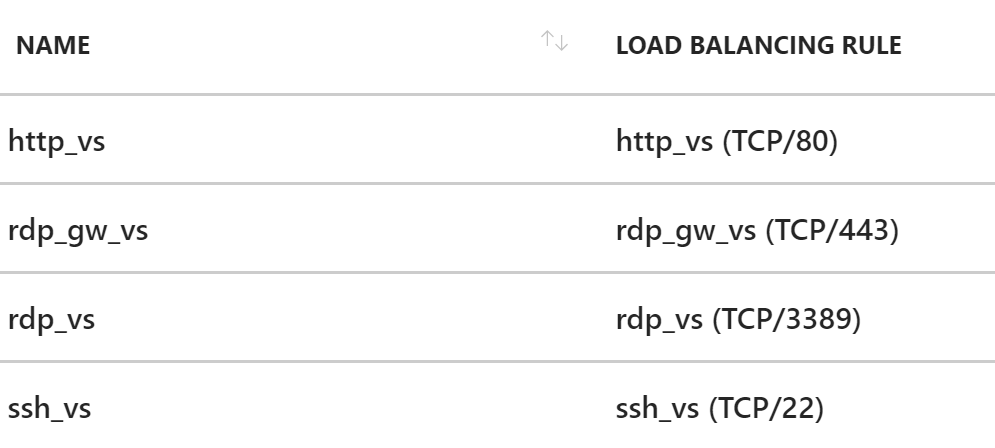 NAME LOAD BALANCING RULE
http_vs http_vs (TCP/80)
rdp_gw_vs rdp_gw_vs (TCP/443)
rdp_vs rdp_vs (TCP/3389)
ssh_vs ssh_vs (TCP/22)